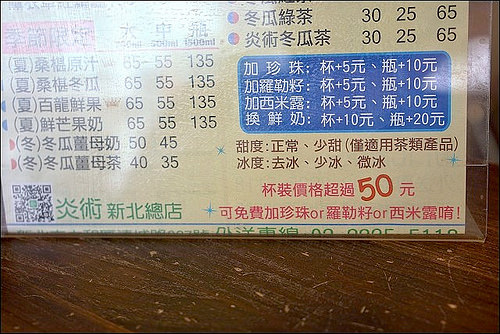 冬瓜綠茶 30 25 65
炎術冬瓜茶 30 25 65
大 中 瓶
500ml 1500ml
(夏)桑椹原汁 65 55 135
(夏)桑椹冬瓜 65 55 135
(夏)百龍鮮果 65 55 135
(夏)鮮芒果奶 65 55 135
(冬)冬瓜薑母奶 50 45
(冬)冬瓜薑母茶 40 35
加珍珠：杯+5元、瓶+10元
加羅勒籽：杯+5元、瓶+10元
加西米露：杯+5元、瓶+10元
換鮮奶：杯+10元、瓶+20元
甜度:正常、少甜(僅適用茶類產品)
冰度:去冰、少冰、微冰
杯裝價格超過50元
可免費加珍珠or羅勒籽or西米露唷!
炎術 新北總店
外送專線